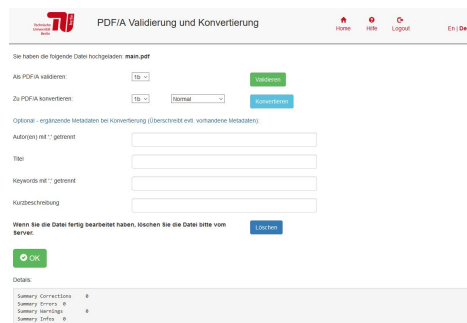 Technische
Universität
Berlin
PDF/A Validierung und Konvertierung
Home
Hilfe
Logout
En | De
Sie haben die folgende Datei hochgeladen: main.pdf
Als PDF/A validieren:
1b
Validieren
Zu PDF/A konvertieren:
1b
Normal
Konvertieren
Optional - ergänzende Metadaten bei Konvertierung (Überschreibt evtl. vorhandene Metadaten):
Autor(en) mit ';' getrennt
Titel
Keywords mit ';' getrennt
Kurzbeschreibung
Wenn Sie die Datei fertig bearbeitet haben, löschen Sie die Datei bitte vom
Server.
Löschen
OK
Details:
Summary Corrections 0
Summary Errors 0
Summary Warnings 0
Summary Infos 0